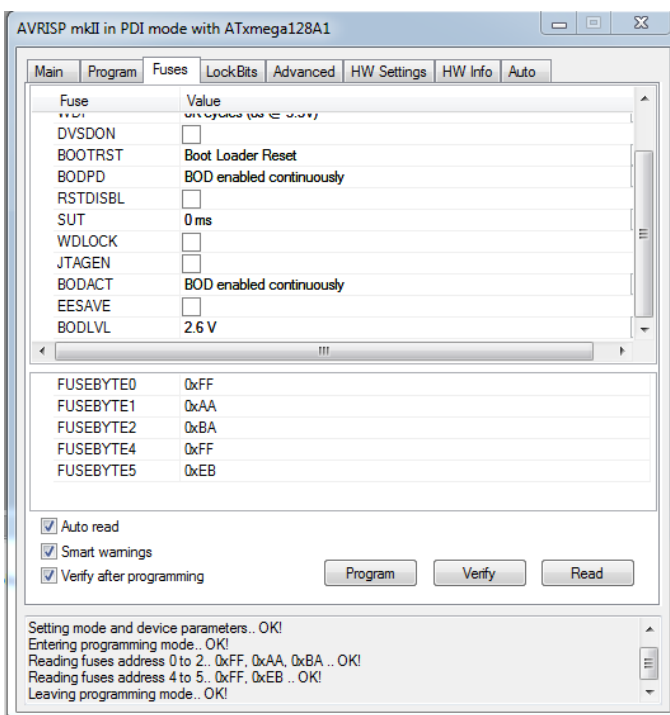 AVRISP mkII in PDI mode with ATxmega128A1
Main Program Fuses LockBits Advanced HW Settings HW Info Auto
Fuse Value
DVSDON
BOOTRST Boot Loader Reset
BODPD BOD enabled continuously
RSTDISBL
SUT 0 ms
WDLOCK
JTAGEN
BODACT BOD enabled continuously
EESAVE
BODLVL 2.6 V
FUSEBYTE0 0xFF
FUSEBYTE1 0xAA
FUSEBYTE2 0xBA
FUSEBYTE4 0xFF
FUSEBYTE5 0xEB
Auto read
Smart warnings
Verify after programming
Program Verify Read
Setting mode and device parameters.. OK!
Entering programming mode.. OK!
Reading fuses address 0 to 2.. 0xFF, 0xAA, 0xBA .. OK!
Reading fuses address 4 to 5.. 0xFF, 0xEB .. OK!
Leaving programming mode.. OK!